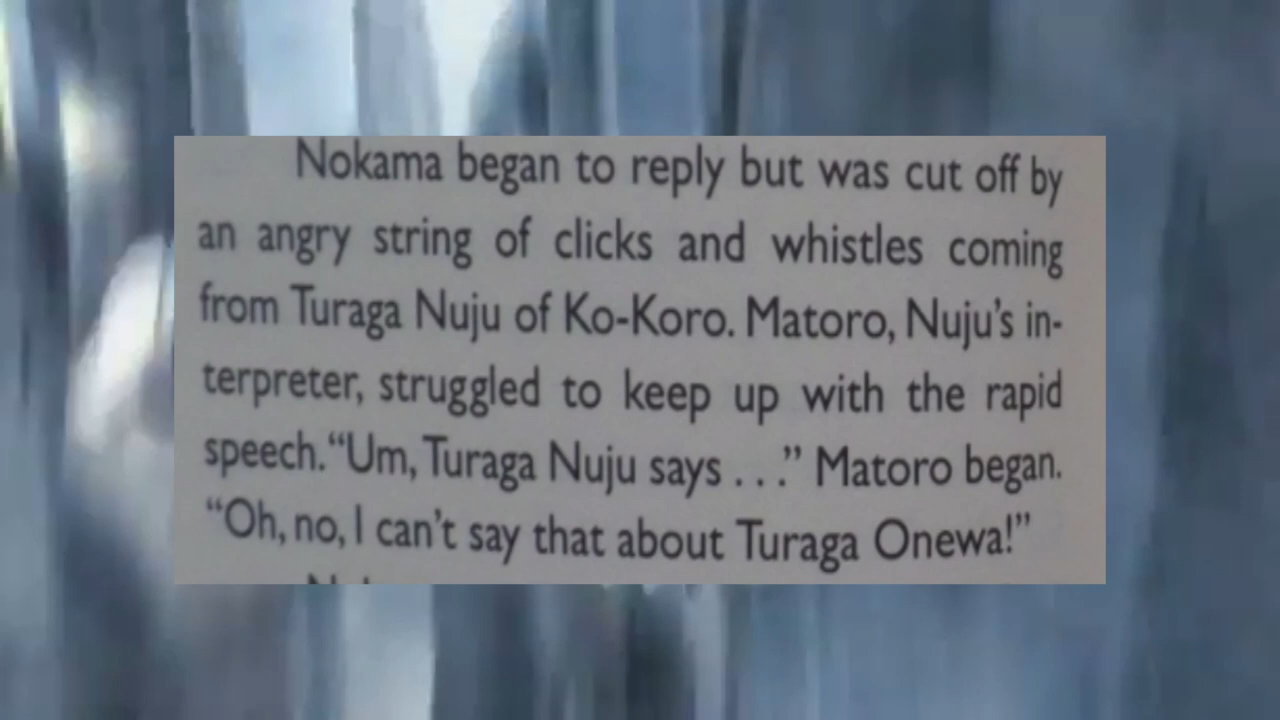 Nokama began to reply but was cut off by
an angry string of clicks and whistles coming
from Turaga Nuju of Ko-Koro. Matoro, Nuju's in-
terpreter, struggled to keep up with the rapid
speech. “Um, Turaga Nuju says . . .” Matoro began.
“Oh, no, I can't say that about Turaga Onewa!”